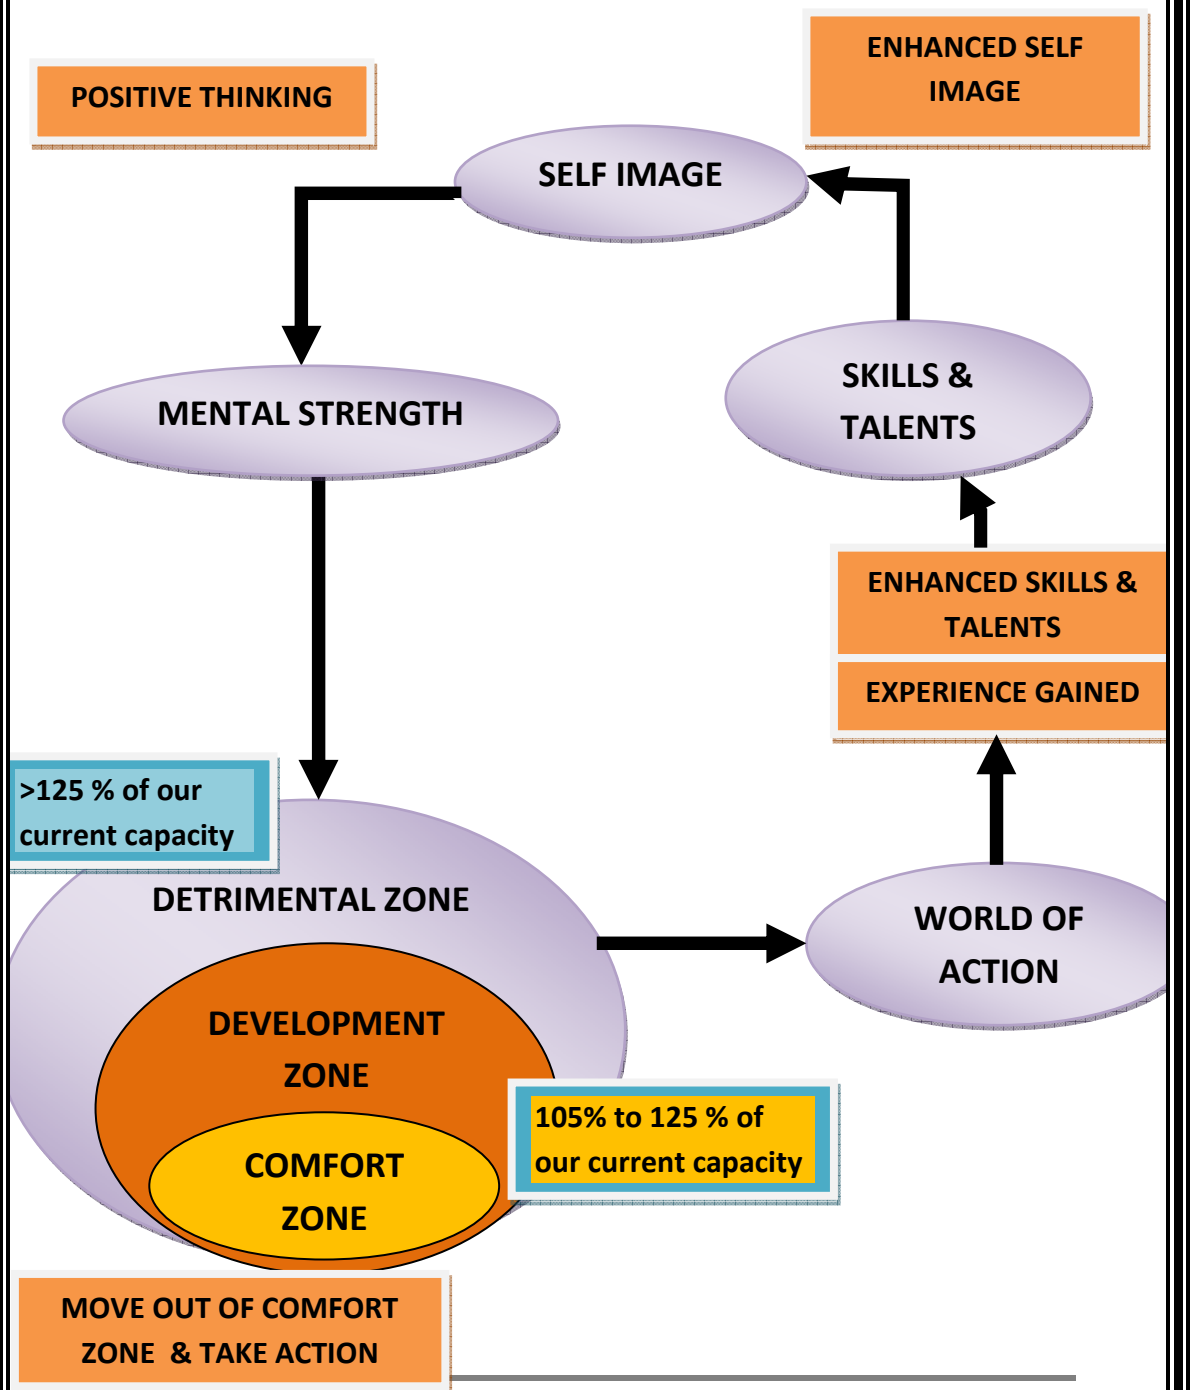 ENHANCED SELF
IMAGE
POSITIVE THINKING
SELF IMAGE
SKILLS &
TALENTS
MENTAL STRENGTH
ENHANCED SKILLS &
TALENTS
EXPERIENCE GAINED
>125 % of our
current capacity
DETRIMENTAL ZONE
WORLD OF
ACTION
DEVELOPMENT
ZONE
105% to 125 % of
our current capacity
COMFORT
ZONE
MOVE OUT OF COMFORT
ZONE & TAKE ACTION